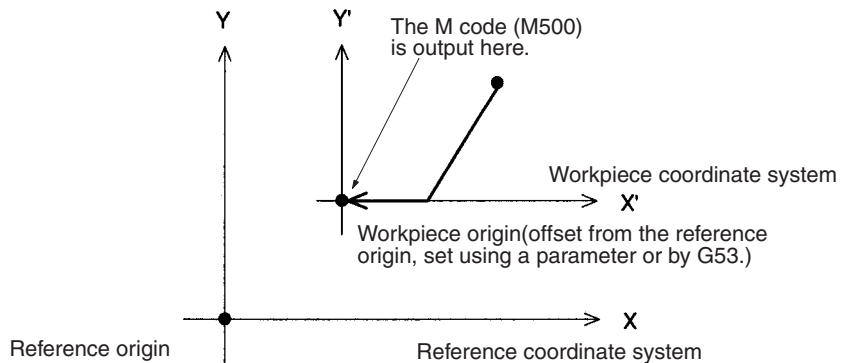 Y
Y'
The M code (M500)
is output here.
Workpiece coordinate system
X'
Workpiece origin(offset from the reference
origin, set using a parameter or by G53.)
X
Reference origin
Reference coordinate system